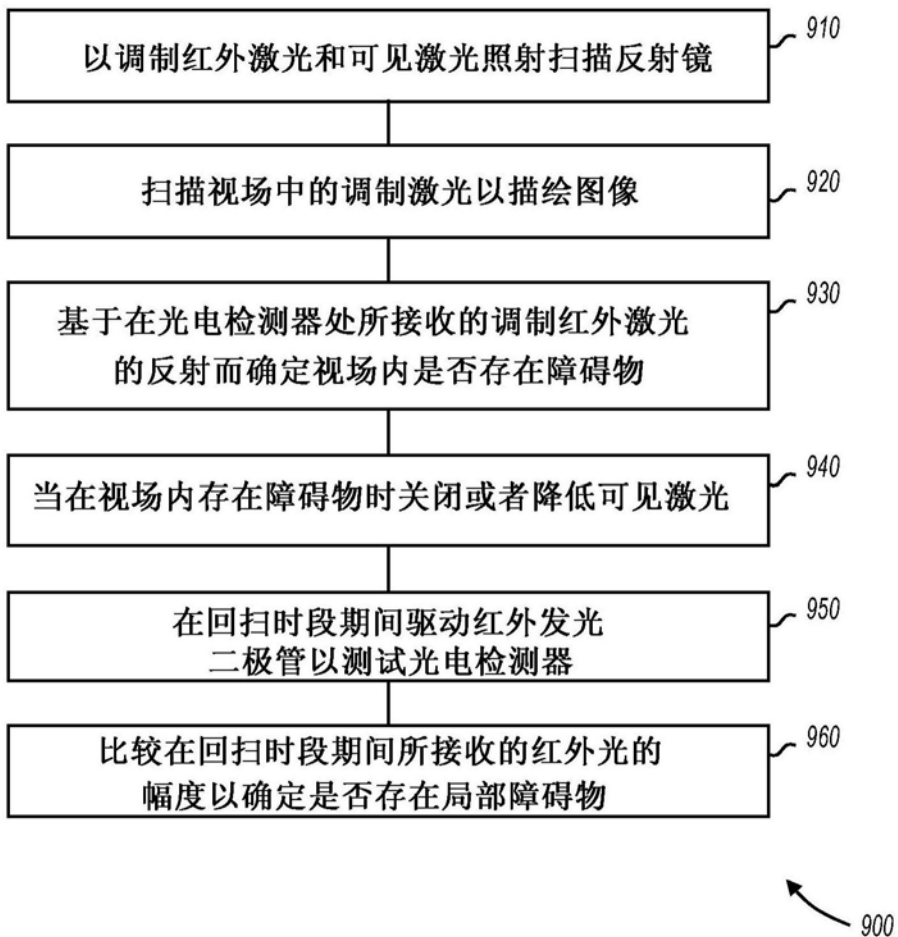 910
以调制红外激光和可见激光照射扫描反射镜
920
扫描视场中的调制激光以描绘图像
930
基于在光电检测器处所接收的调制红外激光
的反射而确定视场内是否存在障碍物
940
当在视场内存在障碍物时关闭或者降低可见激光
950
在回扫时段期间驱动红外发光
二极管以测试光电检测器
960
比较在回扫时段期间所接收的红外光的
幅度以确定是否存在局部障碍物
900